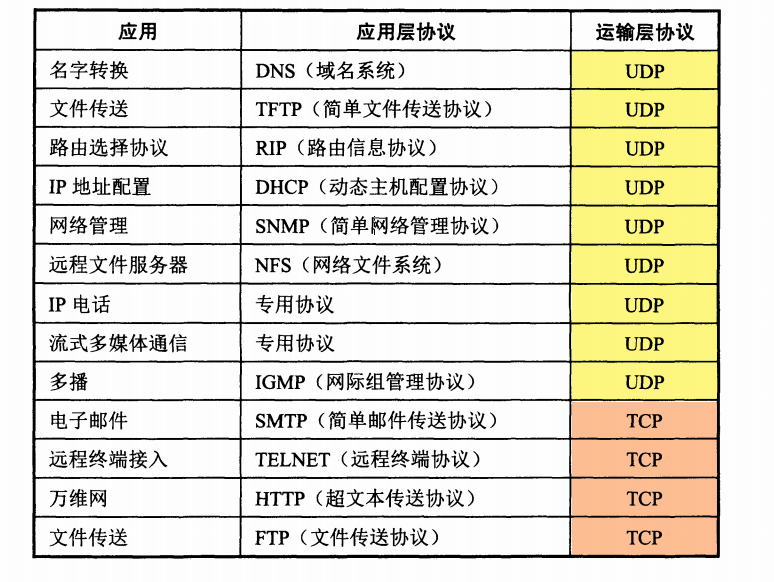 应用 应用层协议 运输层协议
名字转换 DNS（域名系统） UDP
文件传送 TFTP（简单文件传送协议） UDP
路由选择协议 RIP（路由信息协议） UDP
IP 地址配置 DHCP（动态主机配置协议） UDP
网络管理 SNMP（简单网络管理协议） UDP
远程文件服务器 NFS（网络文件系统） UDP
IP 电话 专用协议 UDP
流式多媒体通信 专用协议 UDP
多播 IGMP（网际组管理协议） UDP
电子邮件 SMTP（简单邮件传送协议） TCP
远程终端接入 TELNET（远程终端协议） TCP
万维网 HTTP（超文本传送协议） TCP
文件传送 FTP（文件传送协议） TCP